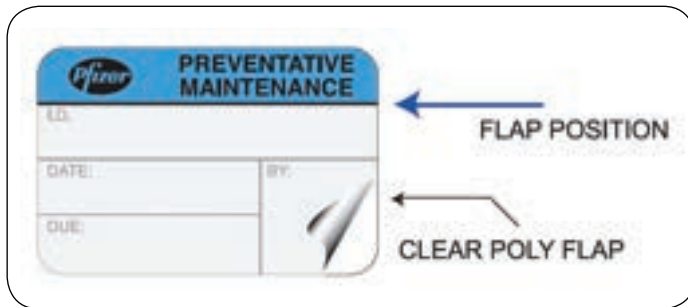 Pfizer
PREVENTATIVE
MAINTENANCE
I.D.
FLAP POSITION
DATE:
BY:
DUE:
CLEAR POLY FLAP